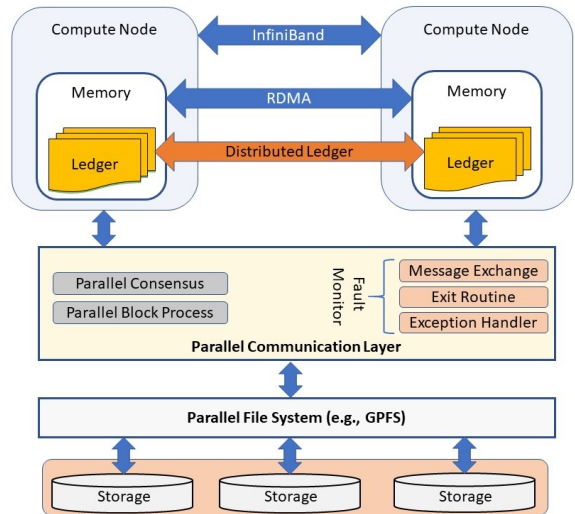 Compute Node
InfiniBand
Compute Node
Memory
RDMA
Memory
Ledger
Distributed Ledger
Ledger
Parallel Consensus
Parallel Block Process
Fault
Monitor
Message Exchange
Exit Routine
Exception Handler
Parallel Communication Layer
Parallel File System (e.g., GPFS)
Storage
Storage
Storage